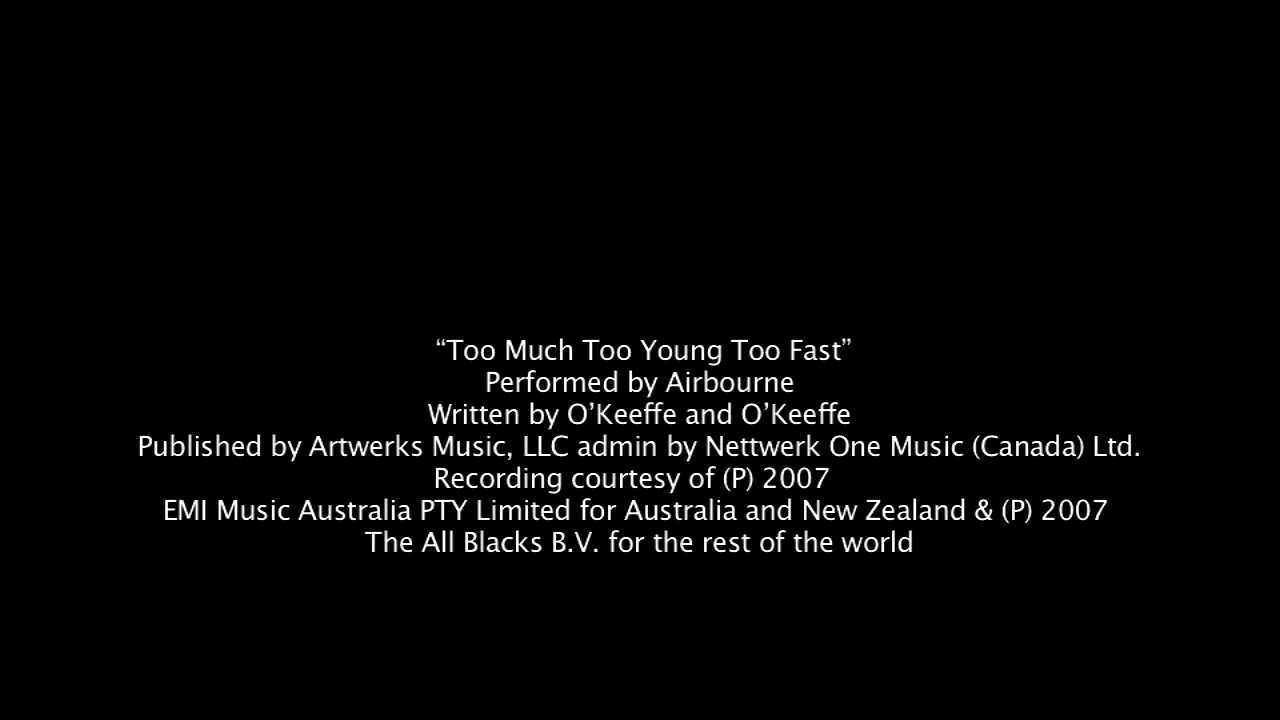 “Too Much Too Young Too Fast”
Performed by Airbourne
Written by O’Keeffe and O’Keeffe
Published by Artwerks Music, LLC admin by Nettwerk One Music (Canada) Ltd.
Recording courtesy of (P) 2007
EMI Music Australia PTY Limited for Australia and New Zealand & (P) 2007
The All Blacks B.V. for the rest of the world